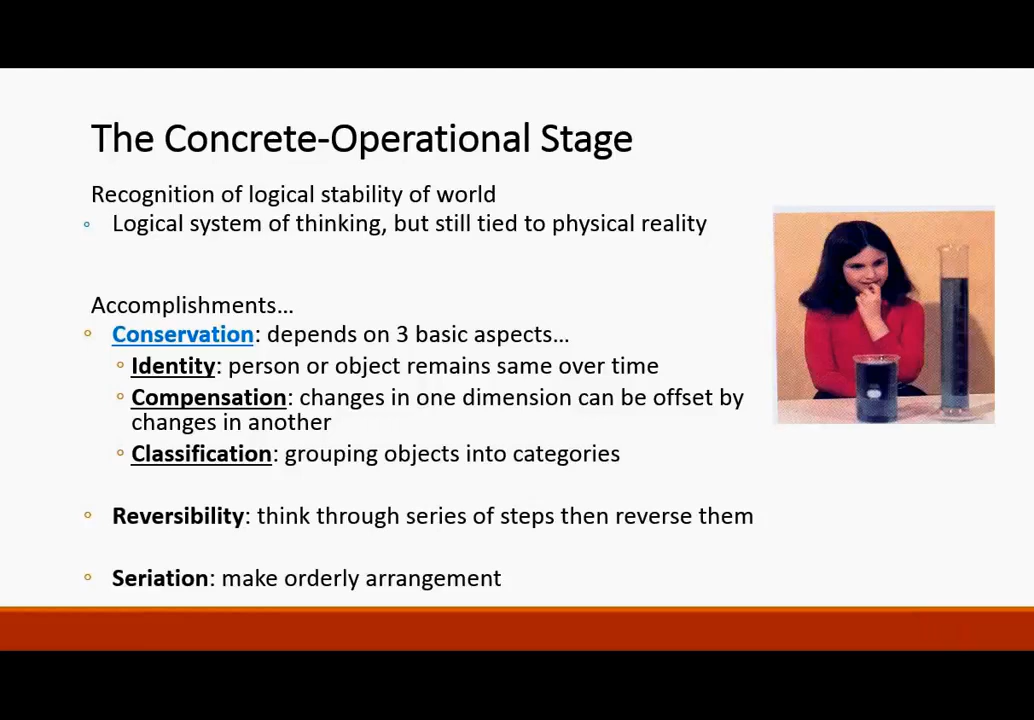 The Concrete-Operational Stage
Recognition of logical stability of world
◦ Logical system of thinking, but still tied to physical reality
Accomplishments…
◦ Conservation: depends on 3 basic aspects…
◦ Identity: person or object remains same over time
◦ Compensation: changes in one dimension can be offset by
changes in another
◦ Classification: grouping objects into categories
◦ Reversibility: think through series of steps then reverse them
◦ Seriation: make orderly arrangement